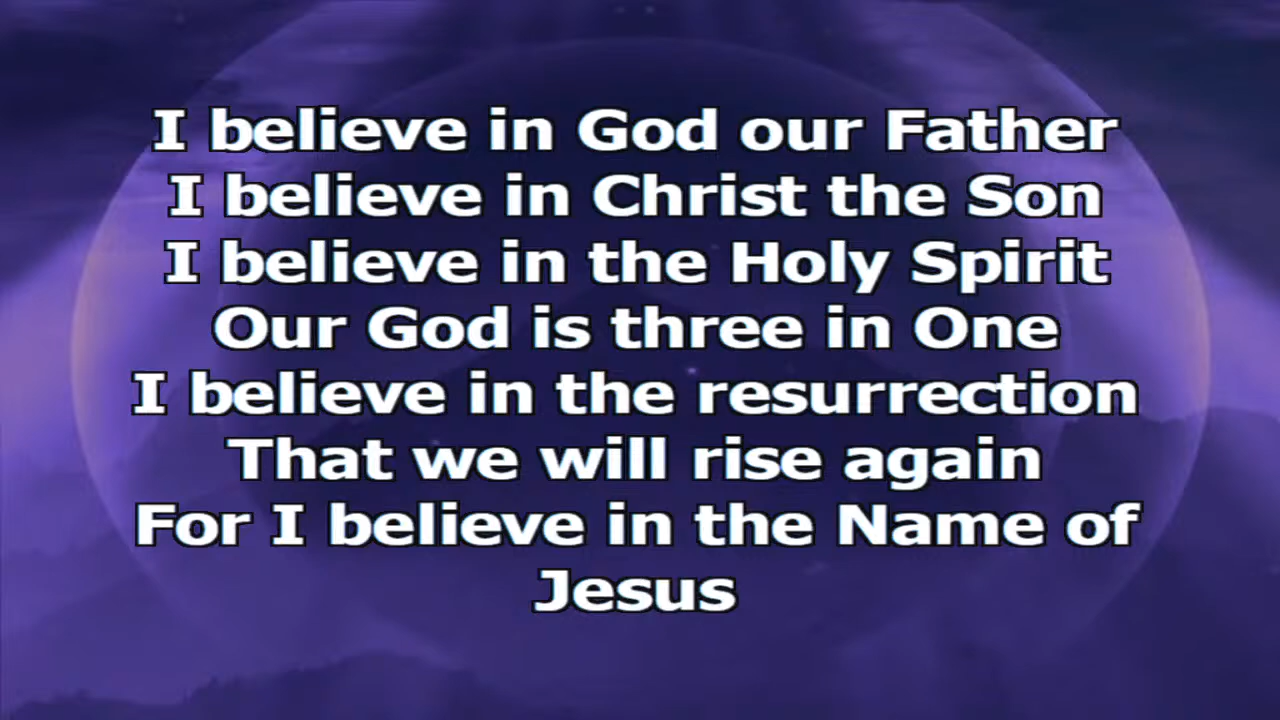 I believe in God our Father
I believe in Christ the Son
I believe in the Holy Spirit
Our God is three in One
I believe in the resurrection
That we will rise again
For I believe in the Name of
Jesus